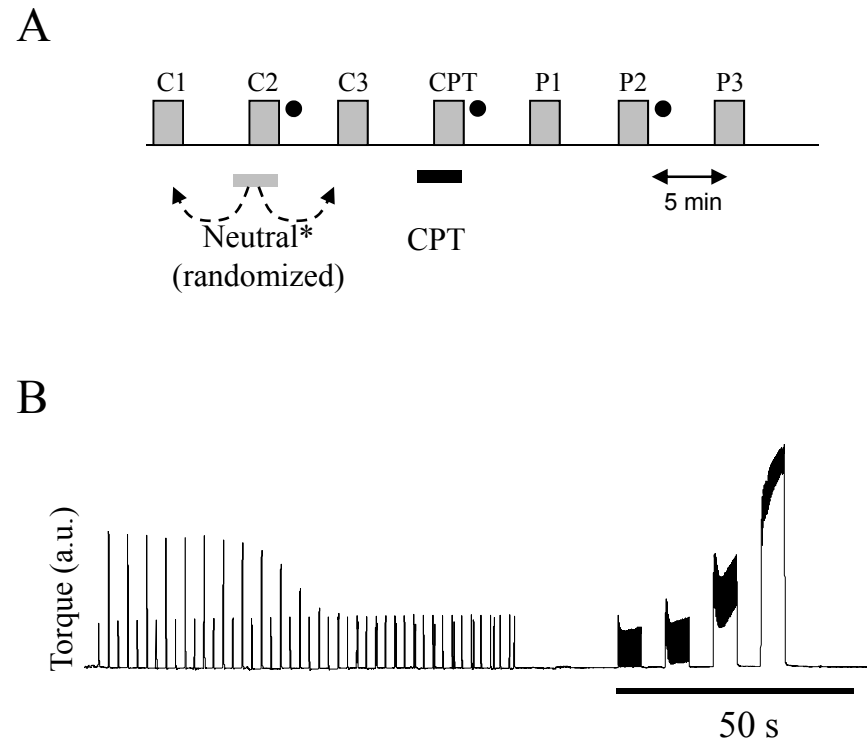 A
C1 C2 C3 CPT P1 P2 P3
5 min
Neutral*
(randomized)
CPT
B
Torque (a.u.)
50 s